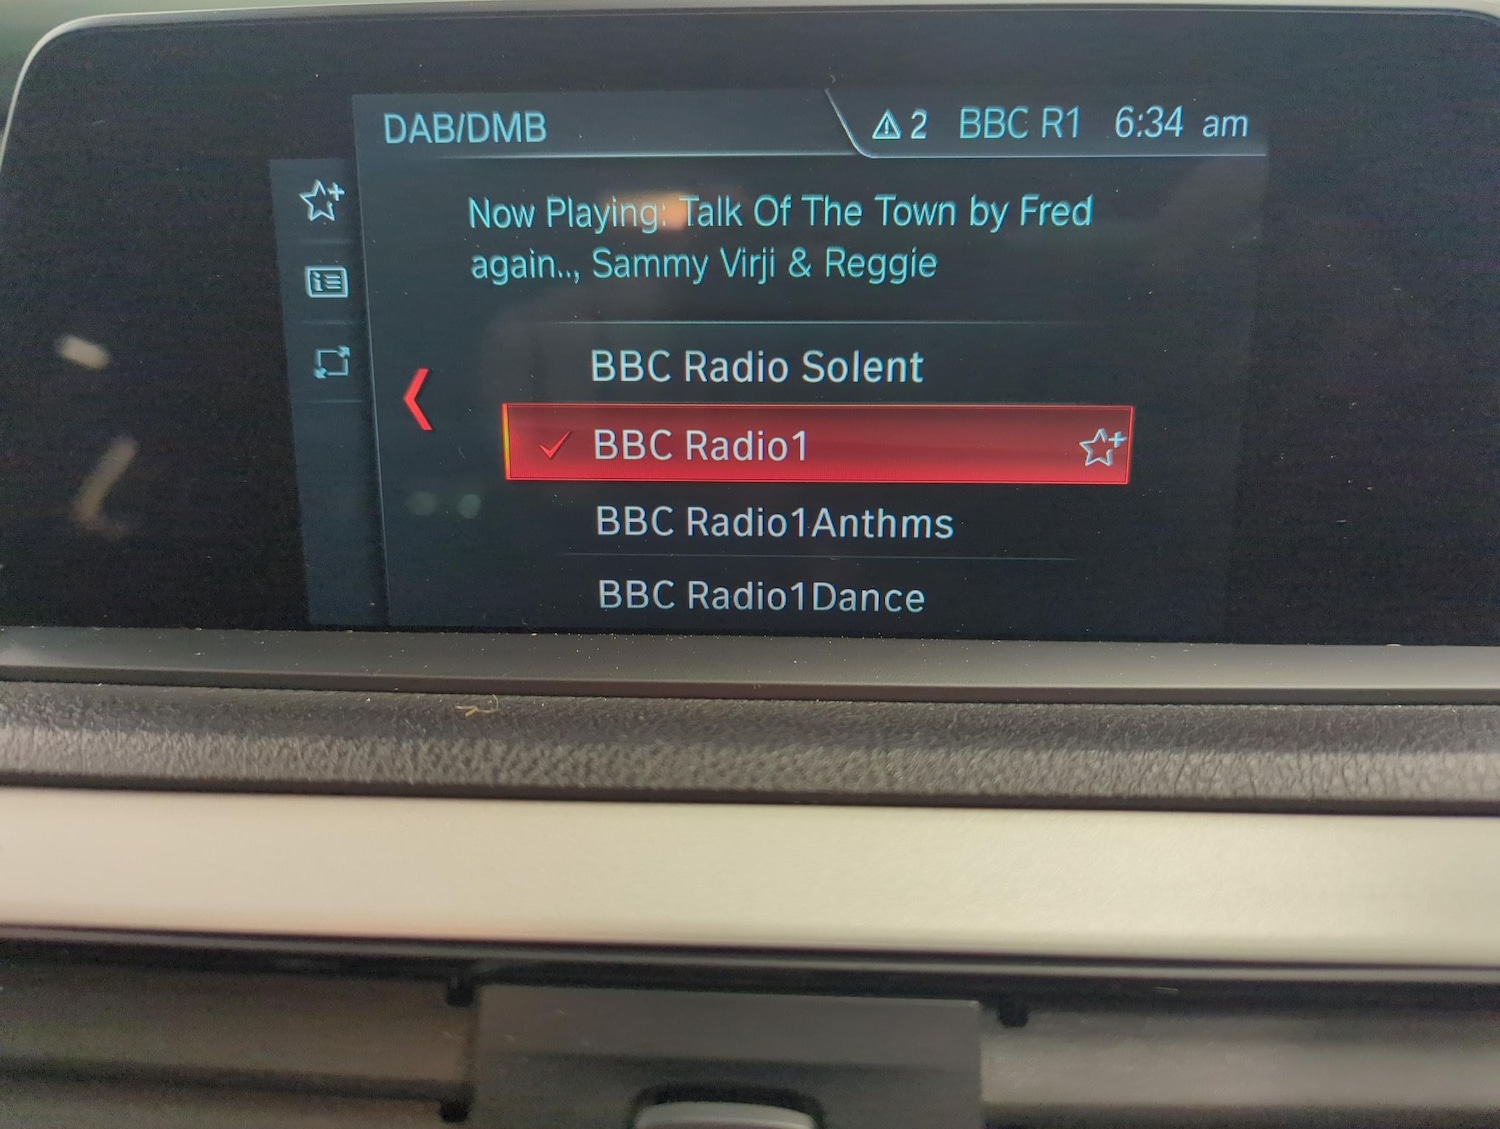 DAB/DMB
2 BBC R1 6:34 am
Now Playing: Talk Of The Town by Fred
again.., Sammy Virji & Reggie
BBC Radio Solent
BBC Radio1
BBC Radio1Anthms
BBC Radio1Dance